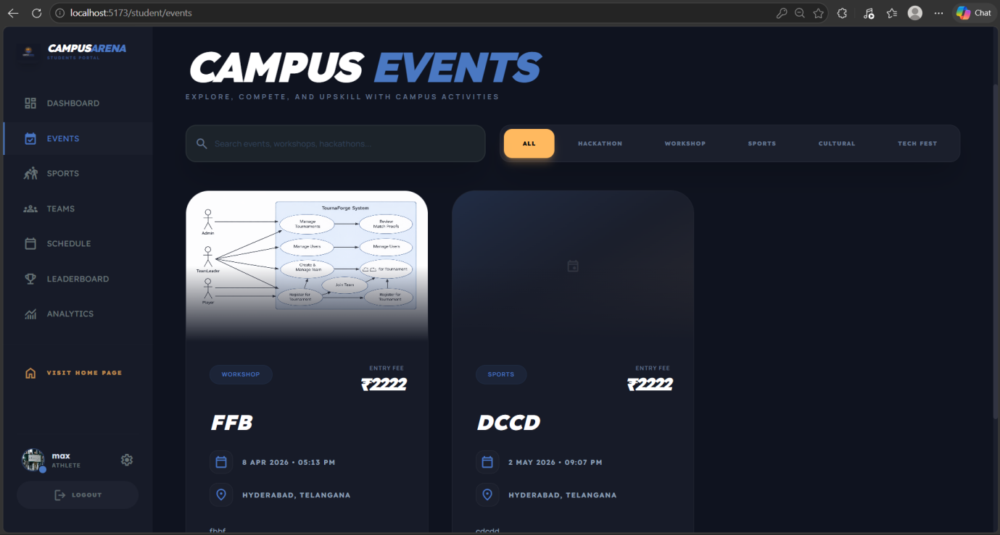 localhost:5173/student/events
Chat
CAMPUSARENA
STUDENTS PORTAL
DASHBOARD
EVENTS
SPORTS
TEAMS
SCHEDULE
LEADERBOARD
ANALYTICS
VISIT HOME PAGE
max
ATHLETE
LOGOUT
CAMPUS EVENTS
EXPLORE, COMPETE, AND UPSKILL WITH CAMPUS ACTIVITIES
Search events, workshops, hackathons...
ALL
HACKATHON
WORKSHOP
SPORTS
CULTURAL
TECH FEST
TournaForge System
Admin
TeamLeader
Player
Manage
Tournaments
Review
Match Proofs
Manage Users
Manage Users
Create &
Manage Team
for Tournament
Join Team
Register for
Tournament
Register for
Tournament
WORKSHOP
ENTRY FEE
₹2222
FFB
8 APR 2026 • 05:13 PM
HYDERABAD, TELANGANA
fbbf
SPORTS
ENTRY FEE
₹2222
DCCD
2 MAY 2026 • 09:07 PM
HYDERABAD, TELANGANA
cdcdd